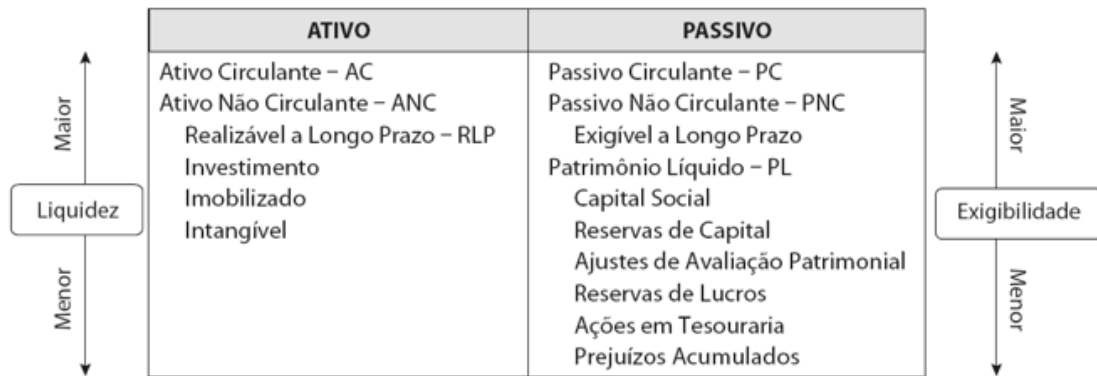 ATIVO
PASSIVO
Maior
Liquidez
Menor
Ativo Circulante – AC
Ativo Não Circulante – ANC
Realizável a Longo Prazo – RLP
Investimento
Imobilizado
Intangível
Passivo Circulante – PC
Passivo Não Circulante – PNC
Exigível a Longo Prazo
Patrimônio Líquido – PL
Capital Social
Reservas de Capital
Ajustes de Avaliação Patrimonial
Reservas de Lucros
Ações em Tesouraria
Prejuízos Acumulados
Maior
Exigibilidade
Menor